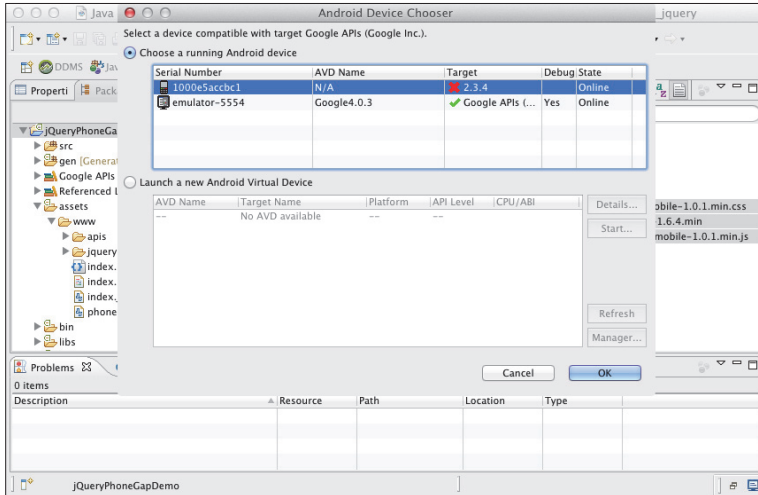 Java
Android Device Chooser
_jquery
Select a device compatible with target Google APIs (Google Inc.).
Choose a running Android device
DDMS
Jav
Serial Number AVD Name Target Debug State
1000e5accbc1 N/A 2.3.4 Online
emulator-5554 Google4.0.3 Google APIs (... Yes Online
Properti
Pack
jQueryPhoneGa
src
gen [Generat
Google APIs
Referenced L
assets
www
apis
jquery
index.
index.
index.
phone
bin
libs
Launch a new Android Virtual Device
AVD Name Target Name Platform API Level CPU/ABI
-- No AVD available -- --
Details...
Start...
Refresh
Manager...
obile-1.0.1.min.css
1.6.4.min
mobile-1.0.1.min.js
Cancel
OK
Problems
0 items
Description Resource Path Location Type
jQueryPhoneGapDemo